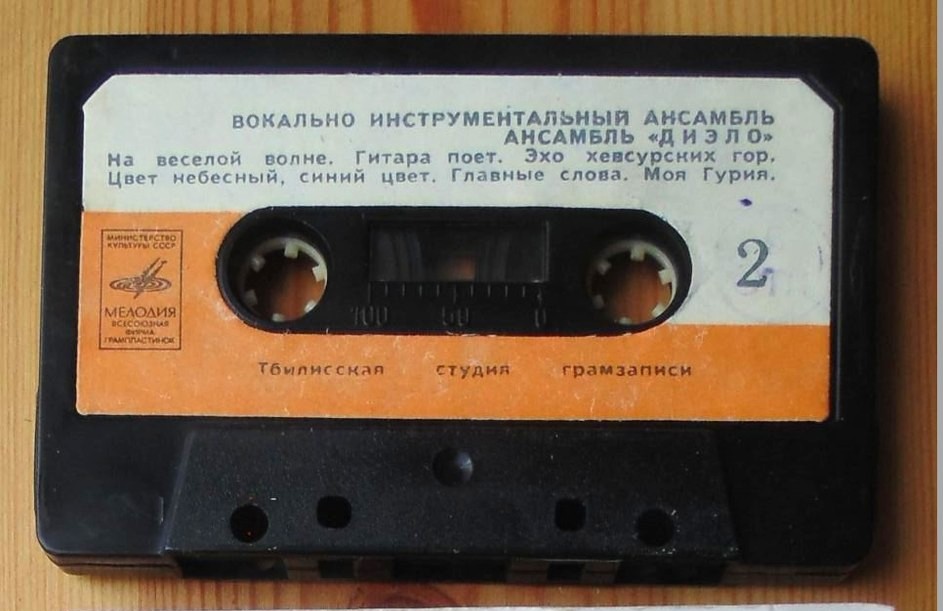 ВОКАЛЬНО ИНСТРУМЕНТАЛЬНЫЙ АНСАМБЛЬ
АНСАМБЛЬ «ДИЭЛО»
На веселой волне. Гитара поет. Эхо хевсурских гор.
Цвет небесный, синий цвет. Главные слова. Моя Гурия.
МИНИСТЕРСТВО
КУЛЬТУРЫ СССР
МЕЛОДИЯ
ВСЕСОЮЗНАЯ
ФИРМА
ГРАМПЛАСТИНОК
2
100 50 0
Тбилисская студия грамзаписи